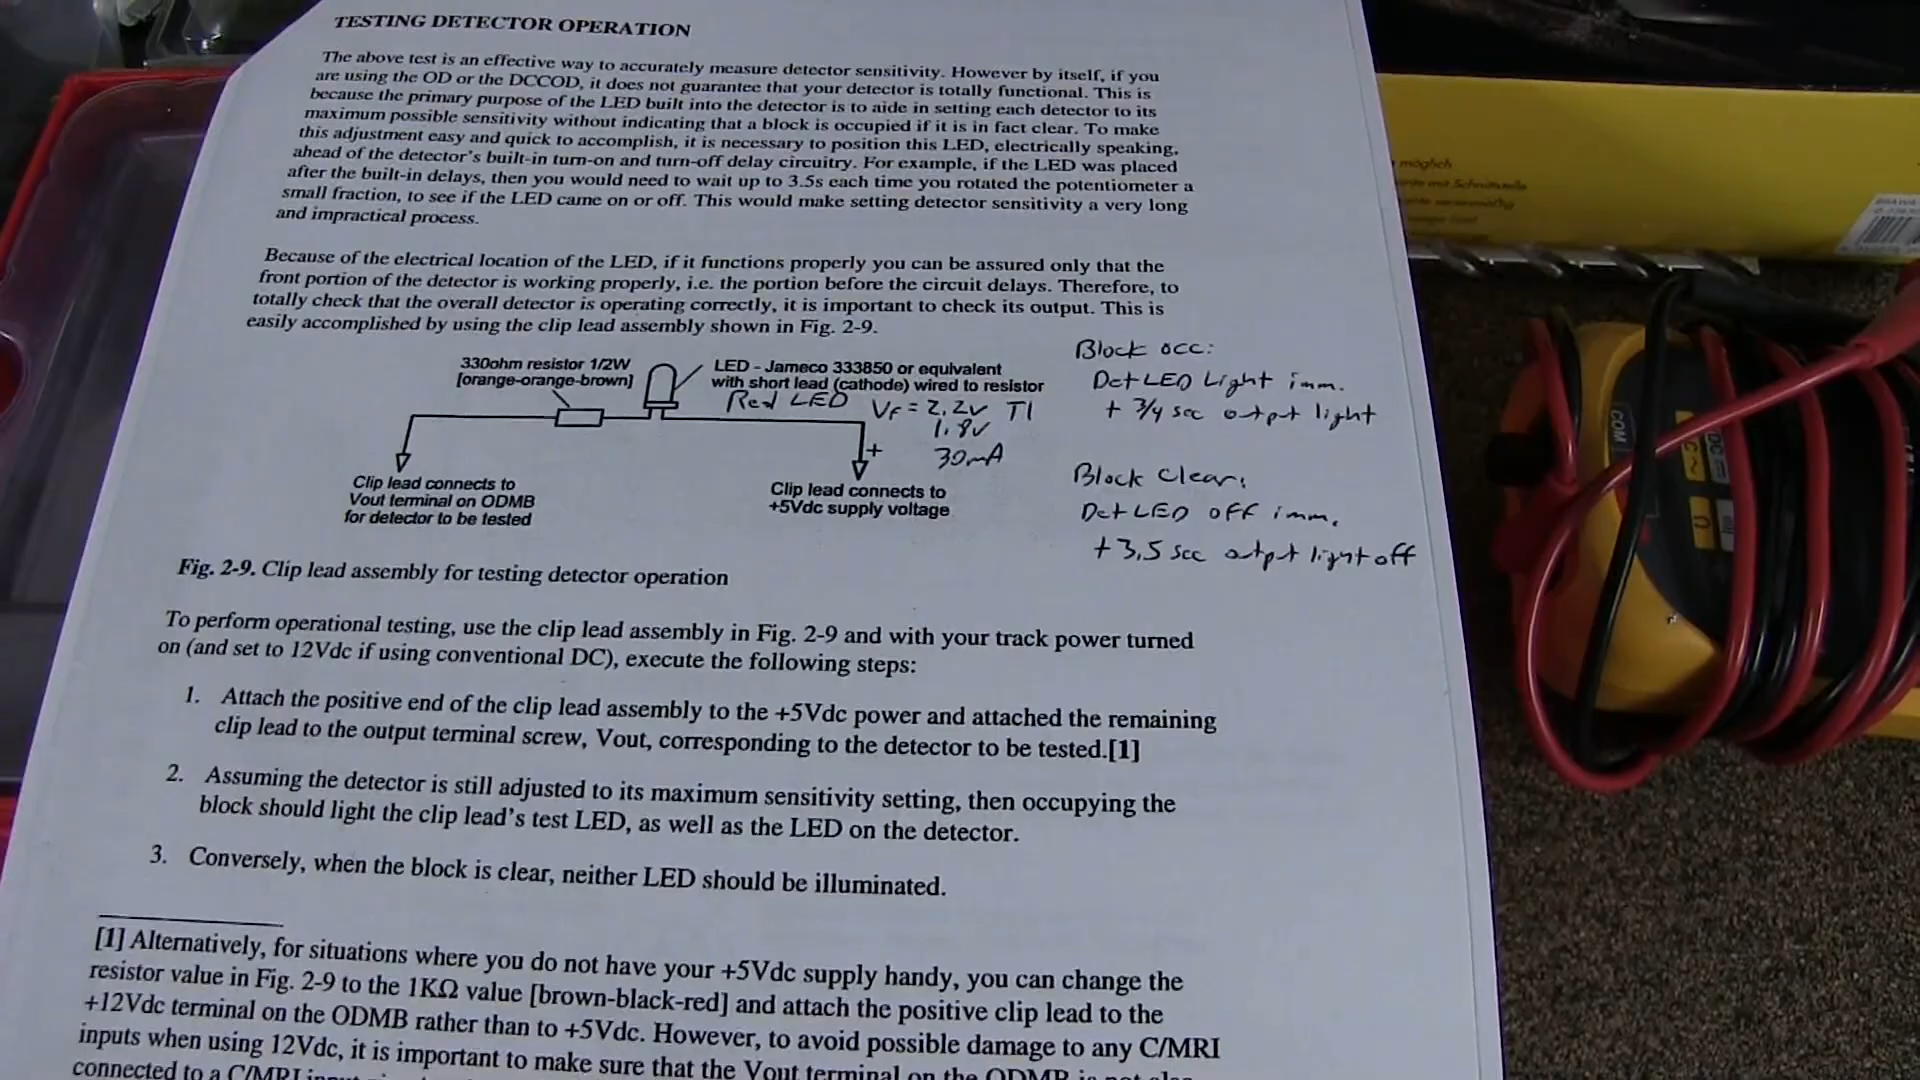 TESTING DETECTOR OPERATION
The above test is an effective way to accurately measure detector sensitivity. However by itself, if you
are using the OD or the DCCOD, it does not guarantee that your detector is totally functional. This is
because the primary purpose of the LED built into the detector is to aide in setting each detector to its
maximum possible sensitivity without indicating that a block is occupied if it is in fact clear. To make
this adjustment easy and quick to accomplish, it is necessary to position this LED, electrically speaking,
ahead of the detector's built-in turn-on and turn-off delay circuitry. For example, if the LED was placed
after the built-in delays, then you would need to wait up to 3.5s each time you rotated the potentiometer a
small fraction, to see if the LED came on or off. This would make setting detector sensitivity a very long
and impractical process.
Because of the electrical location of the LED, if it functions properly you can be assured only that the
front portion of the detector is working properly, i.e. the portion before the circuit delays. Therefore, to
totally check that the overall detector is operating correctly, it is important to check its output. This is
easily accomplished by using the clip lead assembly shown in Fig. 2-9.
330ohm resistor 1/2W
[orange-orange-brown]
LED - Jameco 333850 or equivalent
with short lead (cathode) wired to resistor
Red LED VF = 2.2v T1
1.8v
30mA
+
Clip lead connects to
Vout terminal on ODMB
for detector to be tested
Clip lead connects to
+5Vdc supply voltage
Block occ:
Det LED Light imm.
+ 3/4 sec output light
Block Clear:
Det LED OFF imm.
+3.5 sec output light off
Fig. 2-9. Clip lead assembly for testing detector operation
To perform operational testing, use the clip lead assembly in Fig. 2-9 and with your track power turned
on (and set to 12Vdc if using conventional DC), execute the following steps:
1. Attach the positive end of the clip lead assembly to the +5Vdc power and attached the remaining
clip lead to the output terminal screw, Vout, corresponding to the detector to be tested.[1]
2. Assuming the detector is still adjusted to its maximum sensitivity setting, then occupying the
block should light the clip lead's test LED, as well as the LED on the detector.
3. Conversely, when the block is clear, neither LED should be illuminated.
[1] Alternatively, for situations where you do not have your +5Vdc supply handy, you can change the
resistor value in Fig. 2-9 to the 1KΩ value [brown-black-red] and attach the positive clip lead to the
+12Vdc terminal on the ODMB rather than to +5Vdc. However, to avoid possible damage to any C/MRI
inputs when using 12Vdc, it is important to make sure that the Vout terminal on the ODMB is not also
connected to a C/MRI
möglich
COM